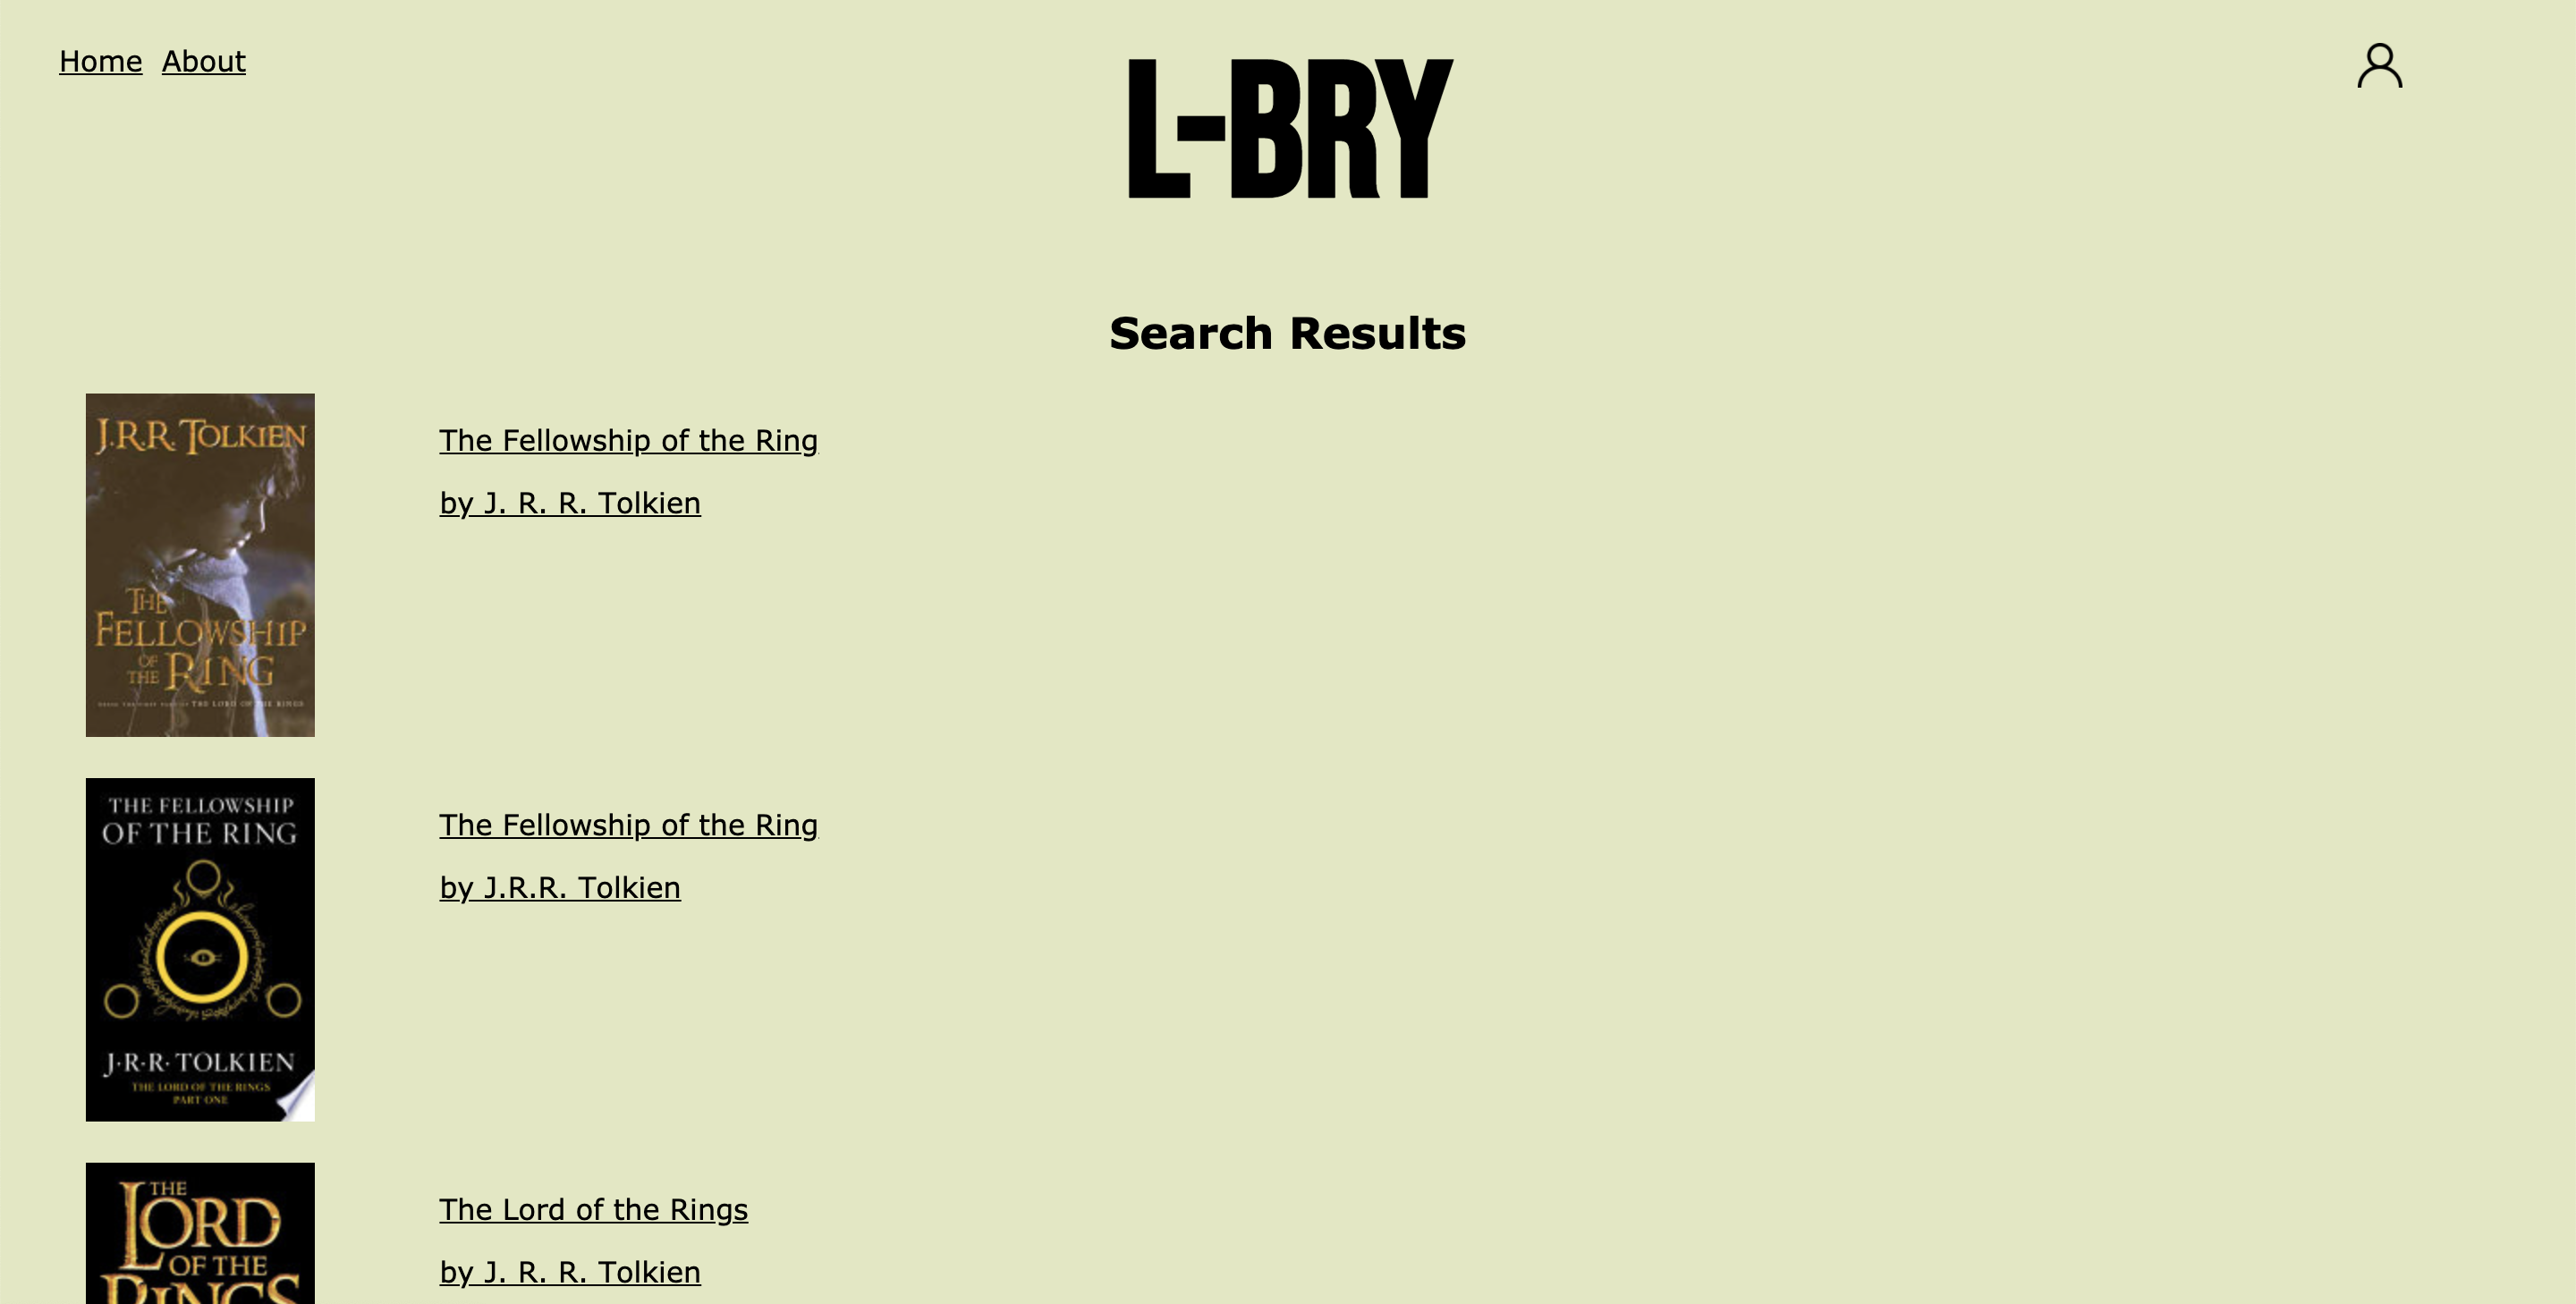 Home About
L-BRY
Search Results
J.R.R. TOLKIEN
THE
FELLOWSHIP
OF
THE RING
THE LORD OF THE RINGS
The Fellowship of the Ring
by J. R. R. Tolkien
THE FELLOWSHIP
OF THE RING
J·R·R· TOLKIEN
THE LORD OF THE RINGS
PART ONE
The Fellowship of the Ring
by J.R.R. Tolkien
THE
LORD
OF THE
RINGS
The Lord of the Rings
by J. R. R. Tolkien